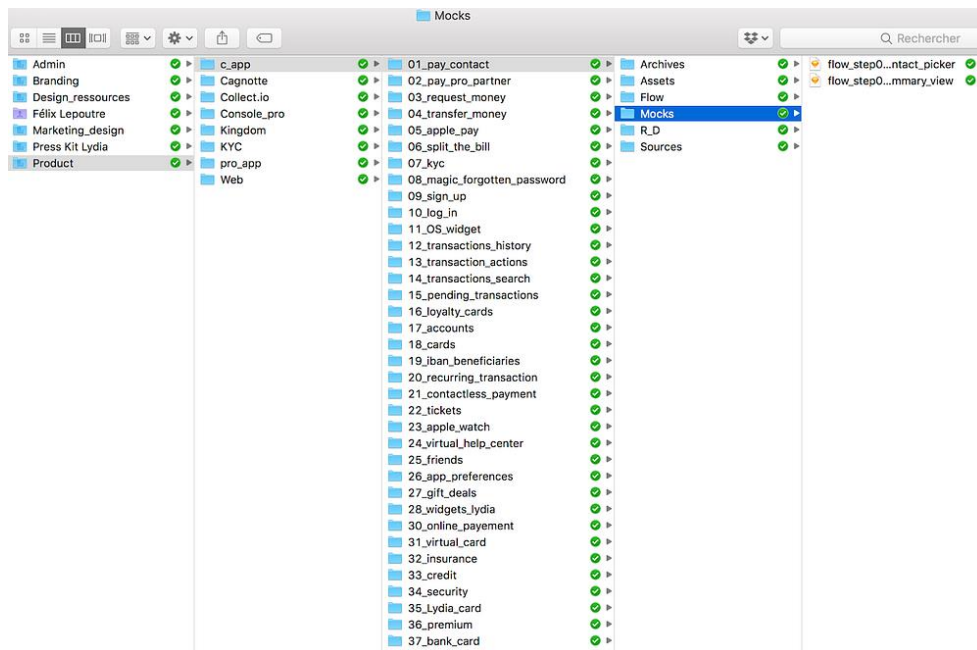 Mocks
Rechercher
Admin
Branding
Design_ressources
Félix Lepoutre
Marketing_design
Press Kit Lydia
Product
c_app
Cagnotte
Collect.io
Console_pro
Kingdom
KYC
pro_app
Web
01_pay_contact
02_pay_pro_partner
03_request_money
04_transfer_money
05_apple_pay
06_split_the_bill
07_kyc
08_magic_forgotten_password
09_sign_up
10_log_in
11_OS_widget
12_transactions_history
13_transaction_actions
14_transactions_search
15_pending_transactions
16_loyalty_cards
17_accounts
18_cards
19_iban_beneficiaries
20_recurring_transaction
21_contactless_payment
22_tickets
23_apple_watch
24_virtual_help_center
25_friends
26_app_preferences
27_gift_deals
28_widgets_lydia
30_online_payement
31_virtual_card
32_insurance
33_credit
34_security
35_Lydia_card
36_premium
37_bank_card
Archives
Assets
Flow
Mocks
R_D
Sources
flow_step0...ntact_picker
flow_step0...mmary_view